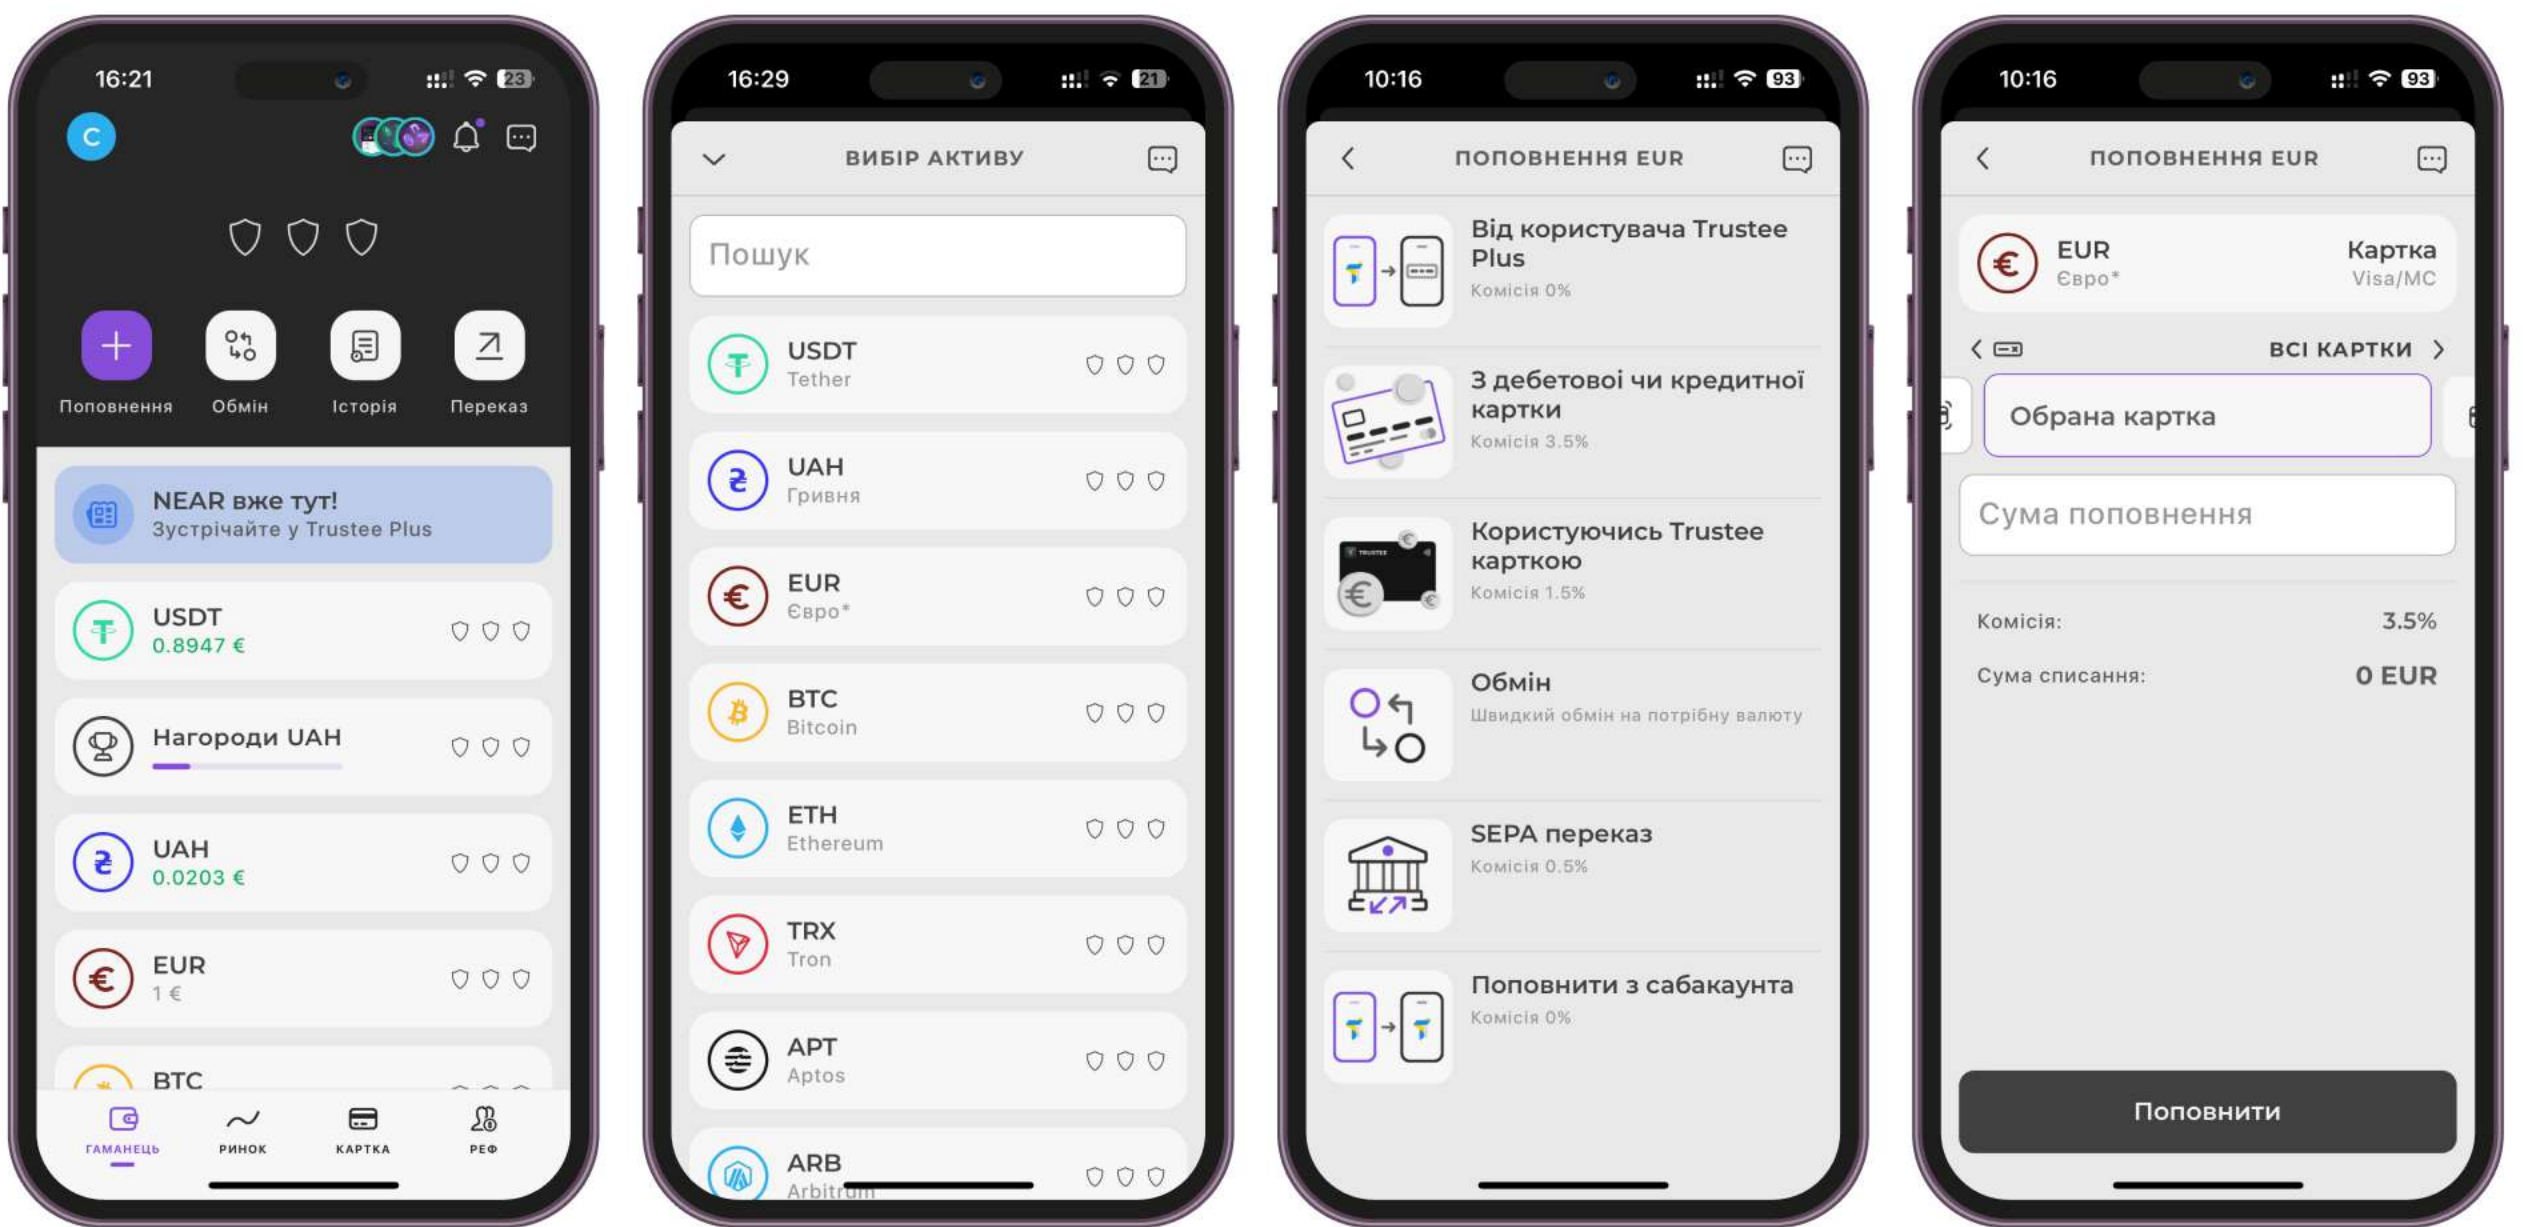 16:21
23
C
Поповнення
Обмін
Історія
Переказ
NEAR вже тут!
Зустрічайте у Trustee Plus
USDT
0.8947 €
Нагороди UAH
UAH
0.0203 €
EUR
1 €
BTC
ГАМАНЕЦЬ
РИНОК
КАРТКА
РЕФ
16:29
21
ВИБІР АКТИВУ
Пошук
USDT
Tether
UAH
Гривня
EUR
Євро*
BTC
Bitcoin
ETH
Ethereum
TRX
Tron
APT
Aptos
ARB
Arbitrum
10:16
93
ПОПОВНЕННЯ EUR
Від користувача Trustee
Plus
Комісія 0%
З дебетової чи кредитної
картки
Комісія 3.5%
TRUSTEE
Користуючись Trustee
карткою
Комісія 1.5%
Обмін
Швидкий обмін на потрібну валюту
SEPA переказ
Комісія 0.5%
Поповнити з сабакаунта
Комісія 0%
10:16
93
ПОПОВНЕННЯ EUR
EUR
Картка
Євро*
Visa/MC
ВСІ КАРТКИ
Обрана картка
Сума поповнення
Комісія:
3.5%
Сума списання:
0 EUR
Поповнити